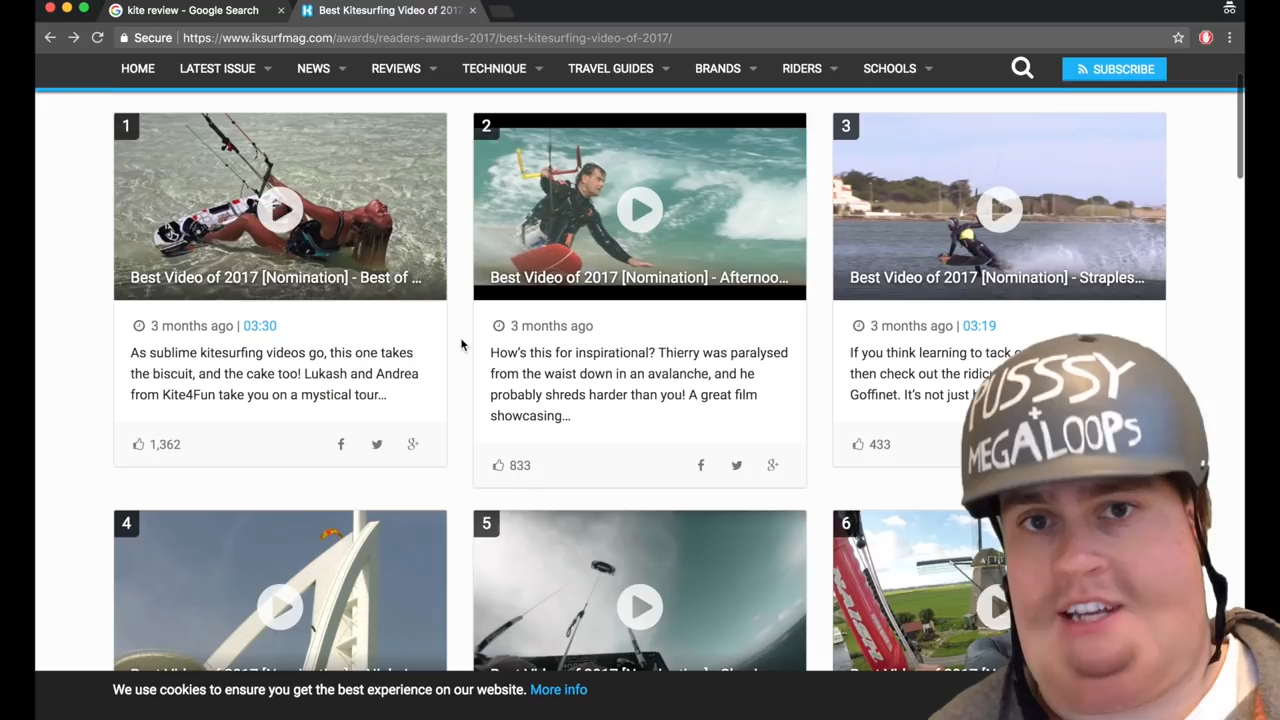 kite review - Google Search
Best Kitesurfing Video of 2017
Secure
https://www.iksurfmag.com/awards/readers-awards-2017/best-kitesurfing-video-of-2017/
HOME
LATEST ISSUE
NEWS
REVIEWS
TECHNIQUE
TRAVEL GUIDES
BRANDS
RIDERS
SCHOOLS
SUBSCRIBE
1
Best Video of 2017 [Nomination] - Best of ...
3 months ago | 03:30
As sublime kitesurfing videos go, this one takes
the biscuit, and the cake too! Lukash and Andrea
from Kite4Fun take you on a mystical tour...
1,362
2
Best Video of 2017 [Nomination] - Afternoo...
3 months ago
How's this for inspirational? Thierry was paralysed
from the waist down in an avalanche, and he
probably shreds harder than you! A great film
showcasing...
833
3
Best Video of 2017 [Nomination] - Straples...
3 months ago | 03:19
If you think learning to tack
then check out the
Goffinet. It's not just
433
4
5
6
PUSSSY
+
MEGALOOPs
We use cookies to ensure you get the best experience on our website. More info